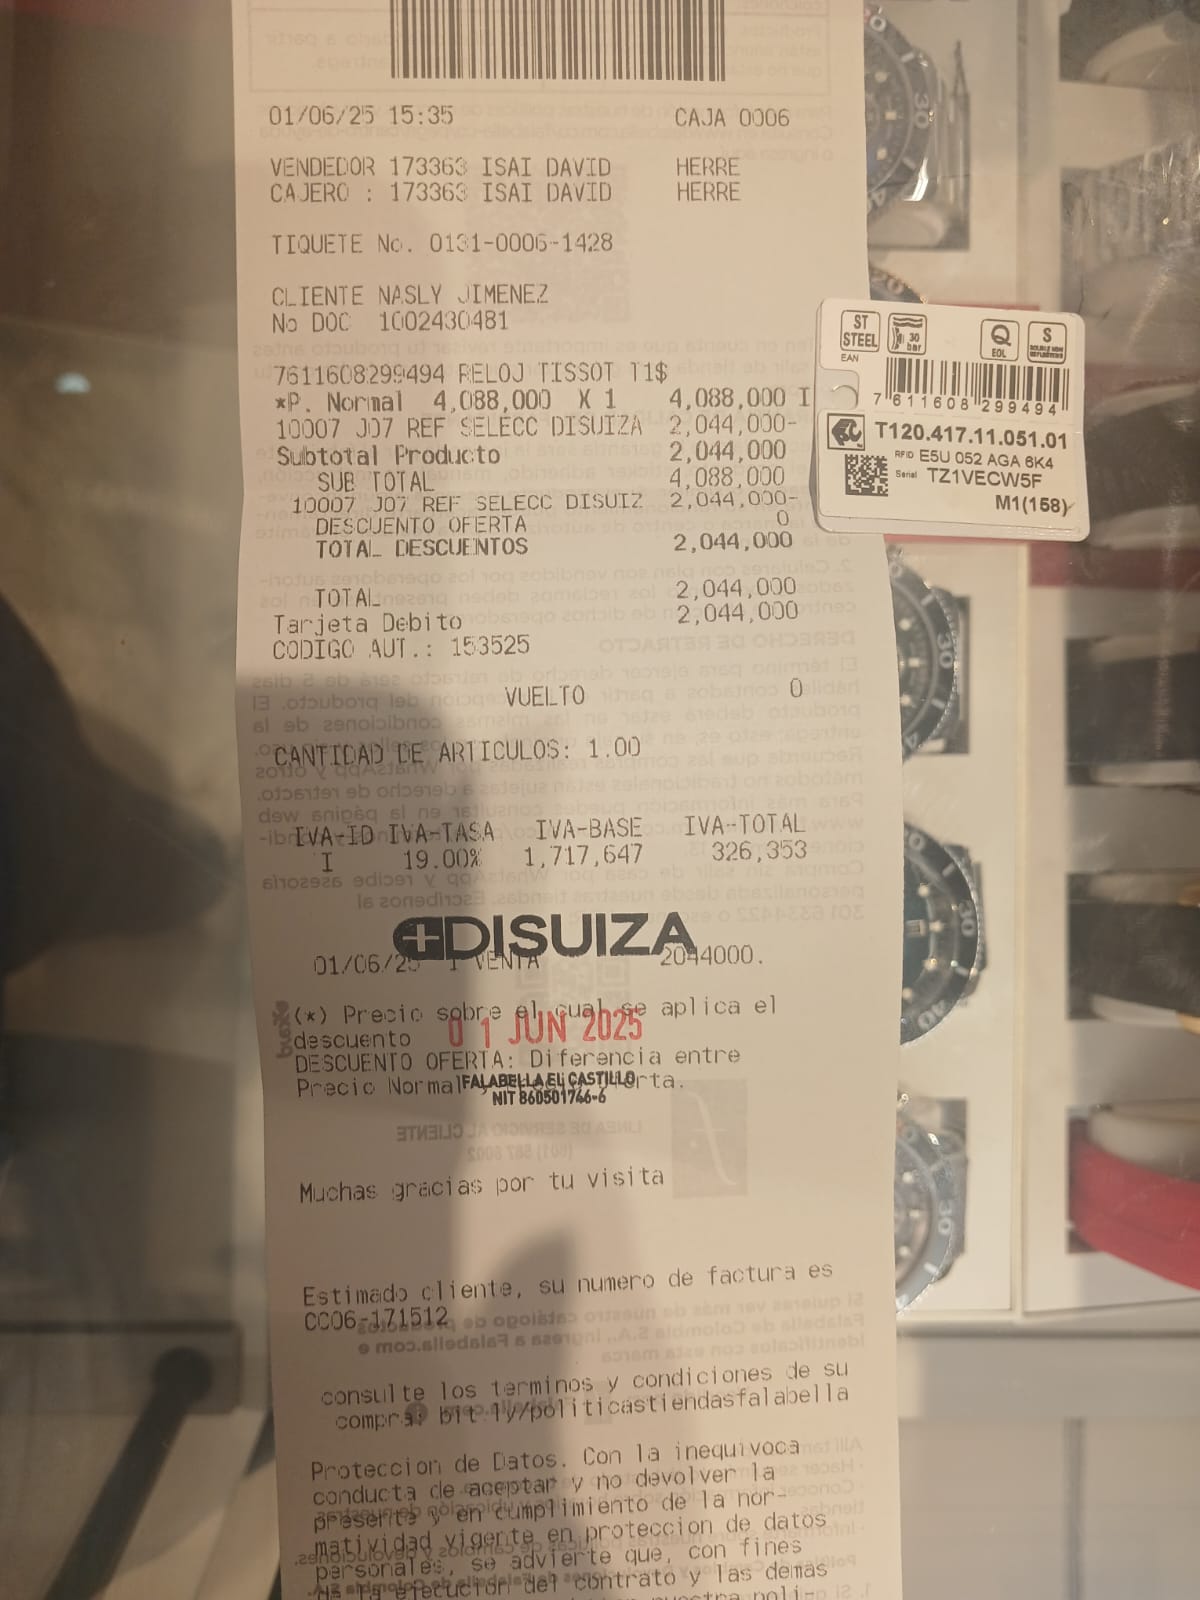 01/06/25 15:35 CAJA 0006
VENDEDOR 173363 ISAI DAVID HERRE
CAJERO : 173363 ISAI DAVID HERRE
TIQUETE No. 0131-0006-1428
CLIENTE NASLY JIMENEZ
No DOC 1002430481
7611608299494 RELOJ TISSOT T1$
*P. Normal 4,088,000 X 1 4,088,000 I
10007 J07 REF SELECC DISUIZA 2,044,000-
Subtotal Producto 2,044,000
SUB TOTAL 4,088,000
10007 J07 REF SELECC DISUIZ 2,044,000-
DESCUENTO OFERTA 0
TOTAL DESCUENTOS 2,044,000
TOTAL 2,044,000
Tarjeta Debito 2,044,000
CODIGO AUT.: 153525
VUELTO 0
CANTIDAD DE ARTICULOS: 1.00
IVA-ID IVA-TASA IVA-BASE IVA-TOTAL
I 19.00% 1,717,647 326,353
DISUIZA
01/06/25 1 VENTA 2044000.
(*) Precio sobre el cual se aplica el
descuento
01 JUN 2025
DESCUENTO OFERTA: Diferencia entre
Precio Normal y Precio Oferta.
FALABELLA EL CASTILLO
NIT 860501746-6
Muchas gracias por tu visita
Estimado cliente, su numero de factura es
CC06-171512
consulte los terminos y condiciones de su
compra: bit.ly/politicastiendasfalabella
Proteccion de Datos. Con la inequivoca
conducta de aceptar y no devolver la
presente y en cumplimiento de la nor-
matividad vigente en proteccion de datos
personales, se advierte que, con fines
de la ejecucion del contrato y las demas
ST
STEEL
30
bar
Q
EOL
S
EAN
7 611608 299494
T120.417.11.051.01
RFID E5U 052 AGA 6K4
Serial TZ1VECW5F
M1(158)